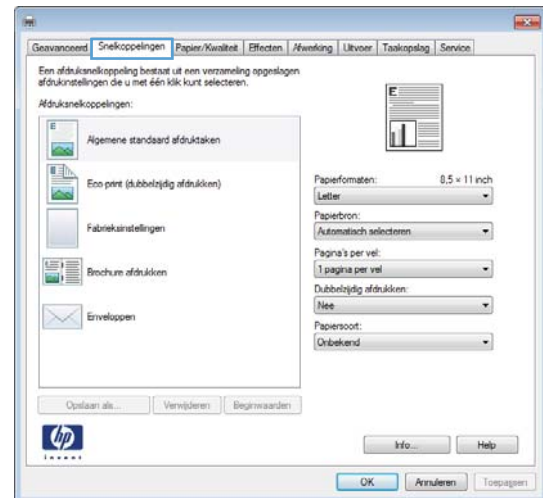 Geavanceerd Snelkoppelingen Papier/Kwaliteit Effecten Afwerking Uitvoer Taakopslag Service
Een afdruksnelkoppeling bestaat uit een verzameling opgeslagen
afdrukinstellingen die u met één klik kunt selecteren.
Afdruksnelkoppelingen:
E
Algemene standaard afdruktaken
E
Eco-print (dubbelzijdig afdrukken)
Fabrieksinstellingen
Brochure afdrukken
Enveloppen
Opslaan als...
Verwijderen
Beginwaarden
E
Papierformaten: 8,5 × 11 inch
Letter
Papierbron:
Automatisch selecteren
Pagina's per vel:
1 pagina per vel
Dubbelzijdig afdrukken:
Nee
Papiersoort:
Onbekend
hp
invent
Info...
Help
OK
Annuleren
Toepassen